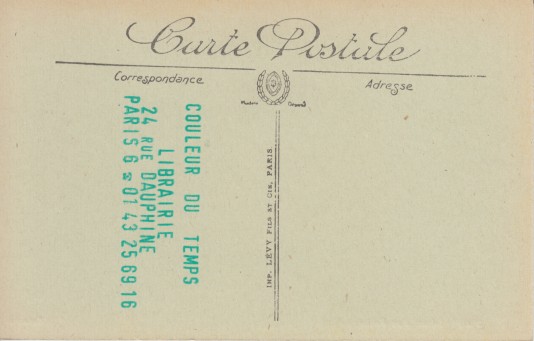 Carte Postale
Correspondance
Adresse
COULEUR DU TEMPS
LIBRAIRIE
24 RUE DAUPHINE
PARIS 6 ☎ 01 43 25 69 16
IMP. LÉVY FILS ET CIE, PARIS.